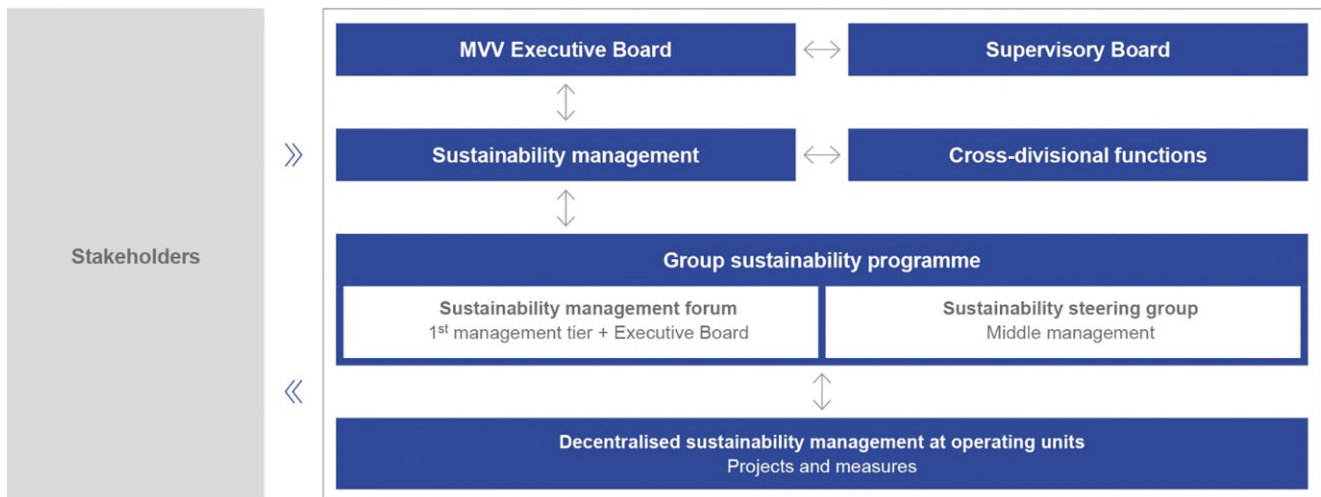 Stakeholders
MVV Executive Board
Supervisory Board
Sustainability management
Cross-divisional functions
Group sustainability programme
Sustainability management forum
1st management tier + Executive Board
Sustainability steering group
Middle management
Decentralised sustainability management at operating units
Projects and measures